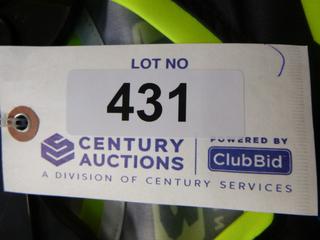 LOT NO
431
CENTURY AUCTIONS
POWERED BY
ClubBid
A DIVISION OF CENTURY SERVICES